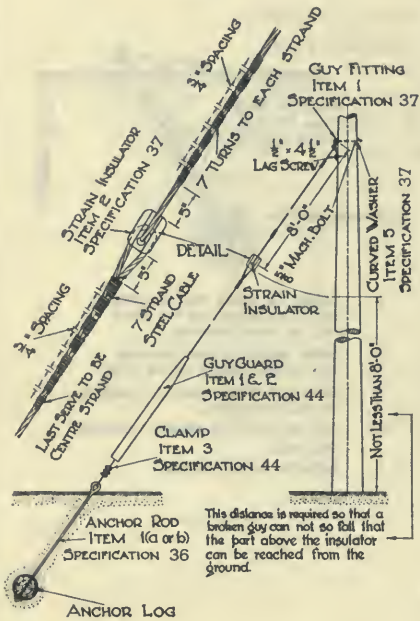 3/4" SPACING
7 TURNS TO EACH STRAND
GUY FITTING
ITEM 1
SPECIFICATION 37
1/2" x 4 1/2"
LAG SCREW
STRAIN INSULATOR
ITEM 2
SPECIFICATION 37
5"
5"
DETAIL
8'-0"
5/8" MACH. BOLT
CURVED WASHER
ITEM 5
SPECIFICATION 37
STRAIN
INSULATOR
3/4" SPACING
7 STRAND
STEEL CABLE
LAST SERVE TO BE
CENTRE STRAND
GUY GUARD
ITEM 1 & 2
SPECIFICATION 44
NOT LESS THAN 8'-0"
CLAMP
ITEM 3
SPECIFICATION 44
ANCHOR ROD
ITEM 1(a or b)
SPECIFICATION 36
This distance is required so that a
broken guy can not so fall that
the part above the insulator
can be reached from the
ground.
ANCHOR LOG